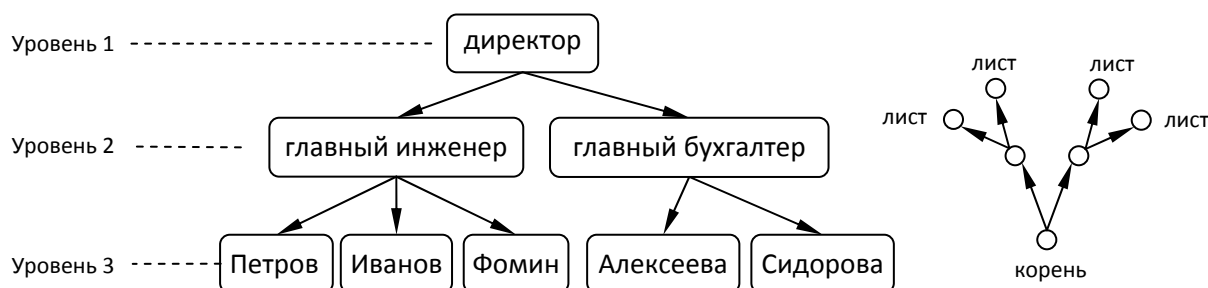 Уровень 1
директор
Уровень 2
главный инженер
главный бухгалтер
Уровень 3
Петров
Иванов
Фомин
Алексеева
Сидорова
лист
лист
лист
лист
корень